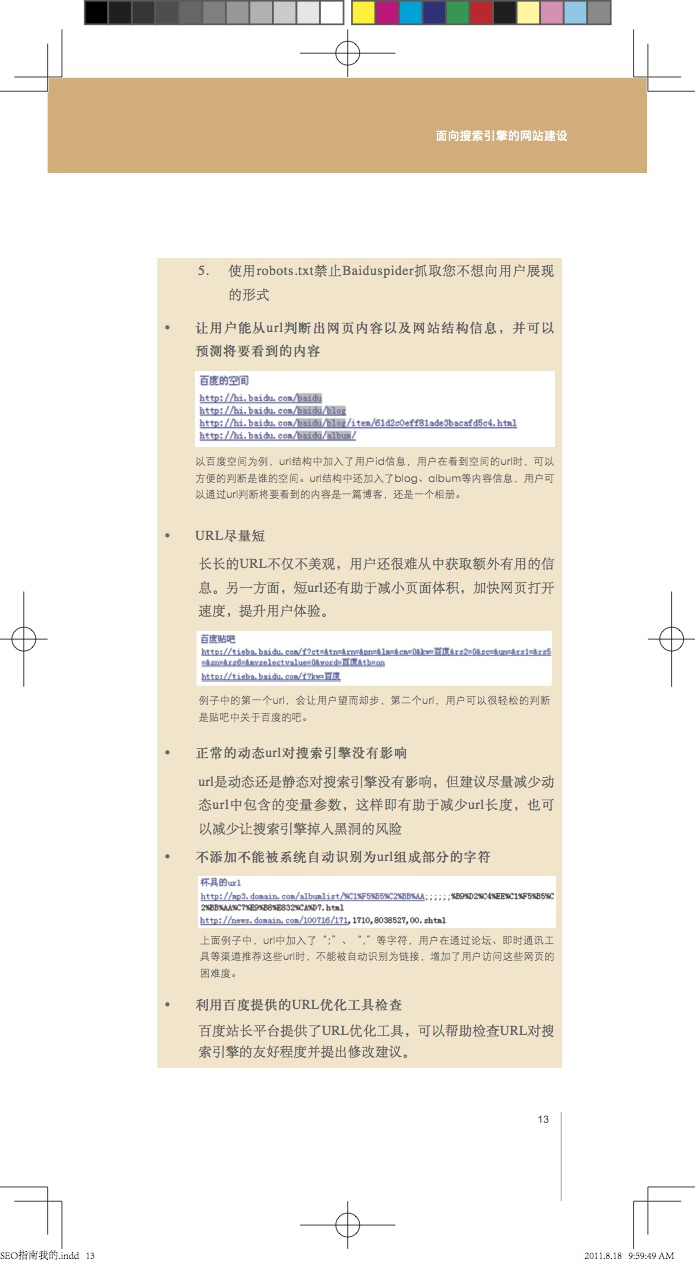 面向搜索引擎的网站建设
5. 使用robots.txt禁止Baiduspider抓取您不想向用户展现
的形式
• 让用户能从url判断出网页内容以及网站结构信息，并可以
预测将要看到的内容
百度的空间
http://hi.baidu.com/baidu
http://hi.baidu.com/baidu/blog
http://hi.baidu.com/baidu/blog/item/61d2c0eff81ade3bacafd5c4.html
http://hi.baidu.com/baidu/album/
以百度空间为例，url结构中加入了用户id信息，用户在看到空间的url时，可以
方便的判断是谁的空间。url结构中还加入了blog、album等内容信息，用户可
以通过url判断将要看到的内容是一篇博客，还是一个相册。
• URL尽量短
长长的URL不仅不美观，用户还很难从中获取额外有用的信
息。另一方面，短url还有助于减小页面体积，加快网页打开
速度，提升用户体验。
百度贴吧
http://tieba.baidu.com/f?ct=&tn=&rn=&pn=&lm=&cm=0&kw=百度&rs2=0&sc=&un=&rs1=&rs5
=&sn=&rs6=&myselectvalue=0&word=百度&tb=on
http://tieba.baidu.com/f?kw=百度
例子中的第一个url，会让用户望而却步，第二个url，用户可以很轻松的判断
是贴吧中关于百度的吧。
• 正常的动态url对搜索引擎没有影响
url是动态还是静态对搜索引擎没有影响，但建议尽量减少动
态url中包含的变量参数，这样即有助于减少url长度，也可
以减少让搜索引擎掉入黑洞的风险
• 不添加不能被系统自动识别为url组成部分的字符
杯具的url
http://mp3.domain.com/albumlist/%C1%F5%B5%C2%BB%AA;;;;;;%B9%D2%C4%EE%C1%F5%B5%C
2%BB%AA%C7%E9%B8%E832%CA%D7.html
http://news.domain.com/100716/171,1710,8038527,00.shtml
上面例子中，url中加入了“;”、“,”等字符，用户在通过论坛、即时通讯工
具等渠道推荐这些url时，不能被自动识别为链接，增加了用户访问这些网页的
困难度。
• 利用百度提供的URL优化工具检查
百度站长平台提供了URL优化工具，可以帮助检查URL对搜
索引擎的友好程度并提出修改建议。
13
SEO指南我的.indd 13
2011.8.18 9:59:49 AM